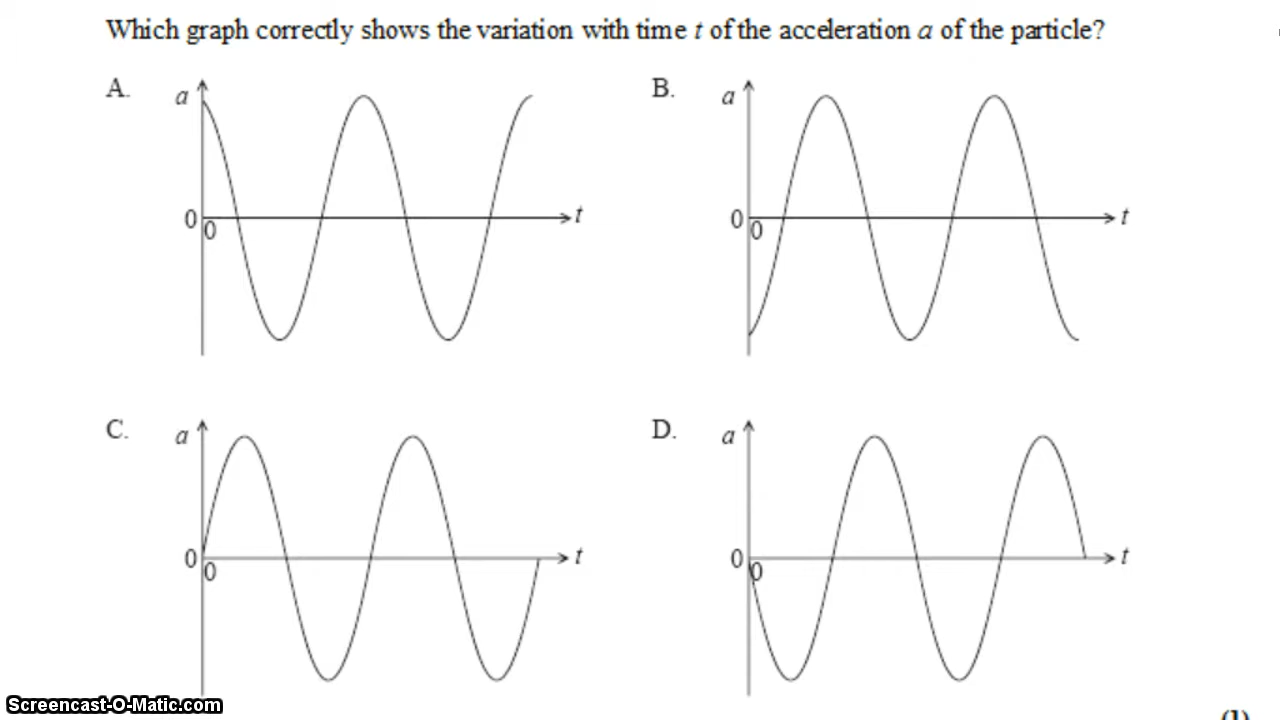 Which graph correctly shows the variation with time t of the acceleration a of the particle?
A. a 0 0 t
B. a 0 0 t
C. a 0 0 t
D. a 0 0 t
Screencast-O-Matic.com
(1)